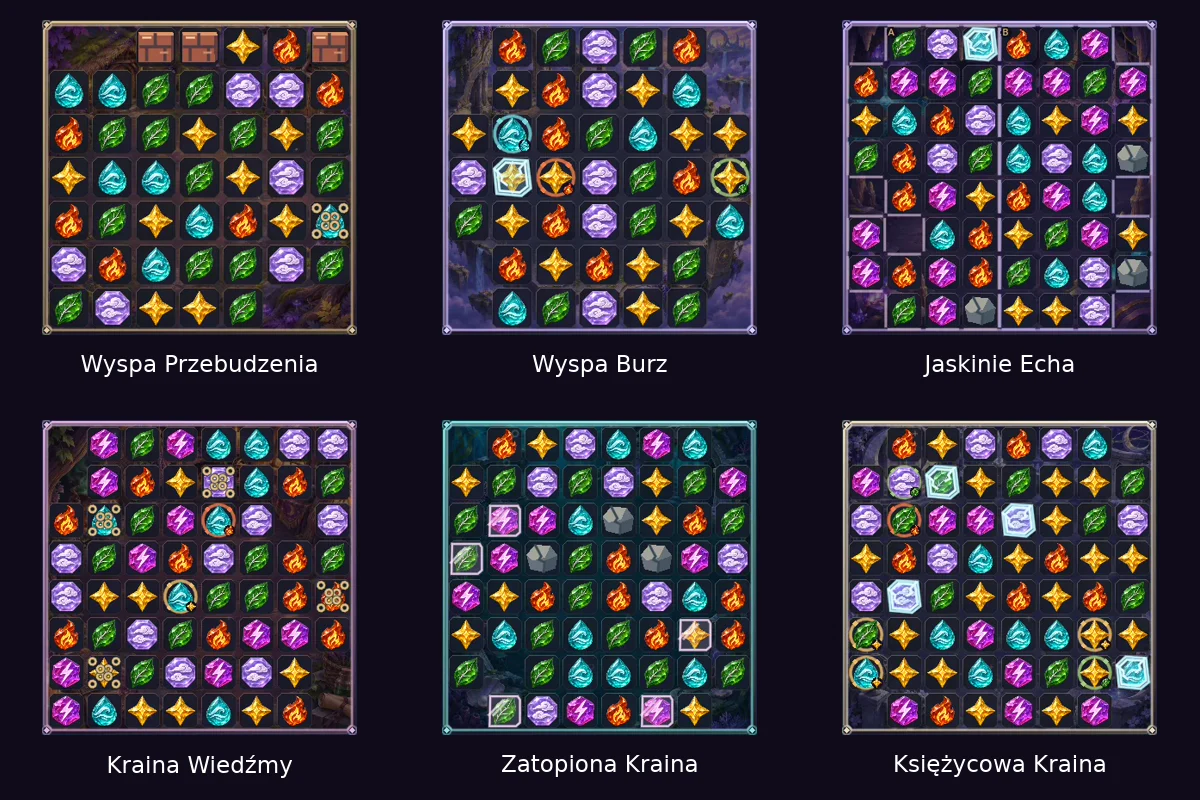 A B
Wyspa Przebudzenia
Wyspa Burz
Jaskinie Echa
Kraina Wiedźmy
Zatopiona Kraina
Księżycowa Kraina